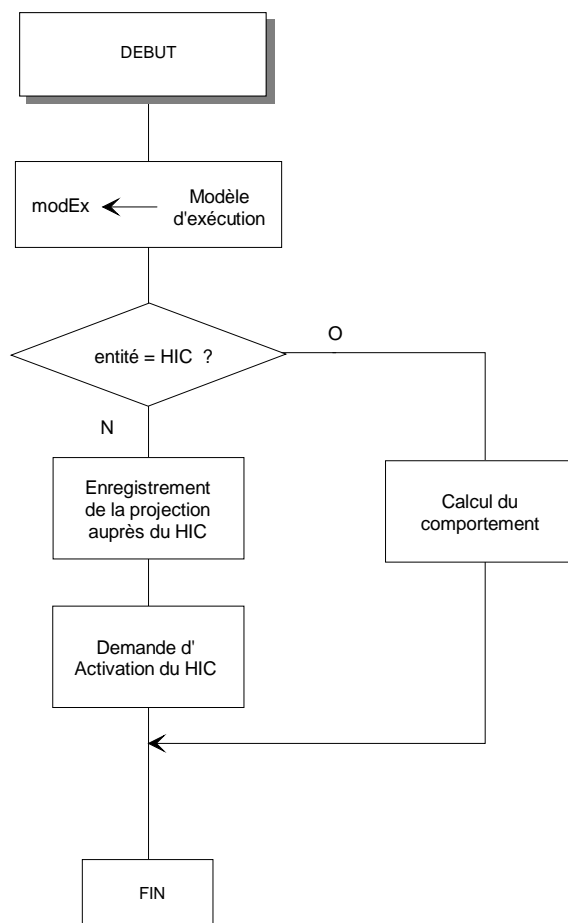 DEBUT
modEx
Modèle
d'exécution
entité = HIC ?
O
N
Enregistrement
de la projection
auprès du HIC
Calcul du
comportement
Demande d'
Activation du HIC
FIN